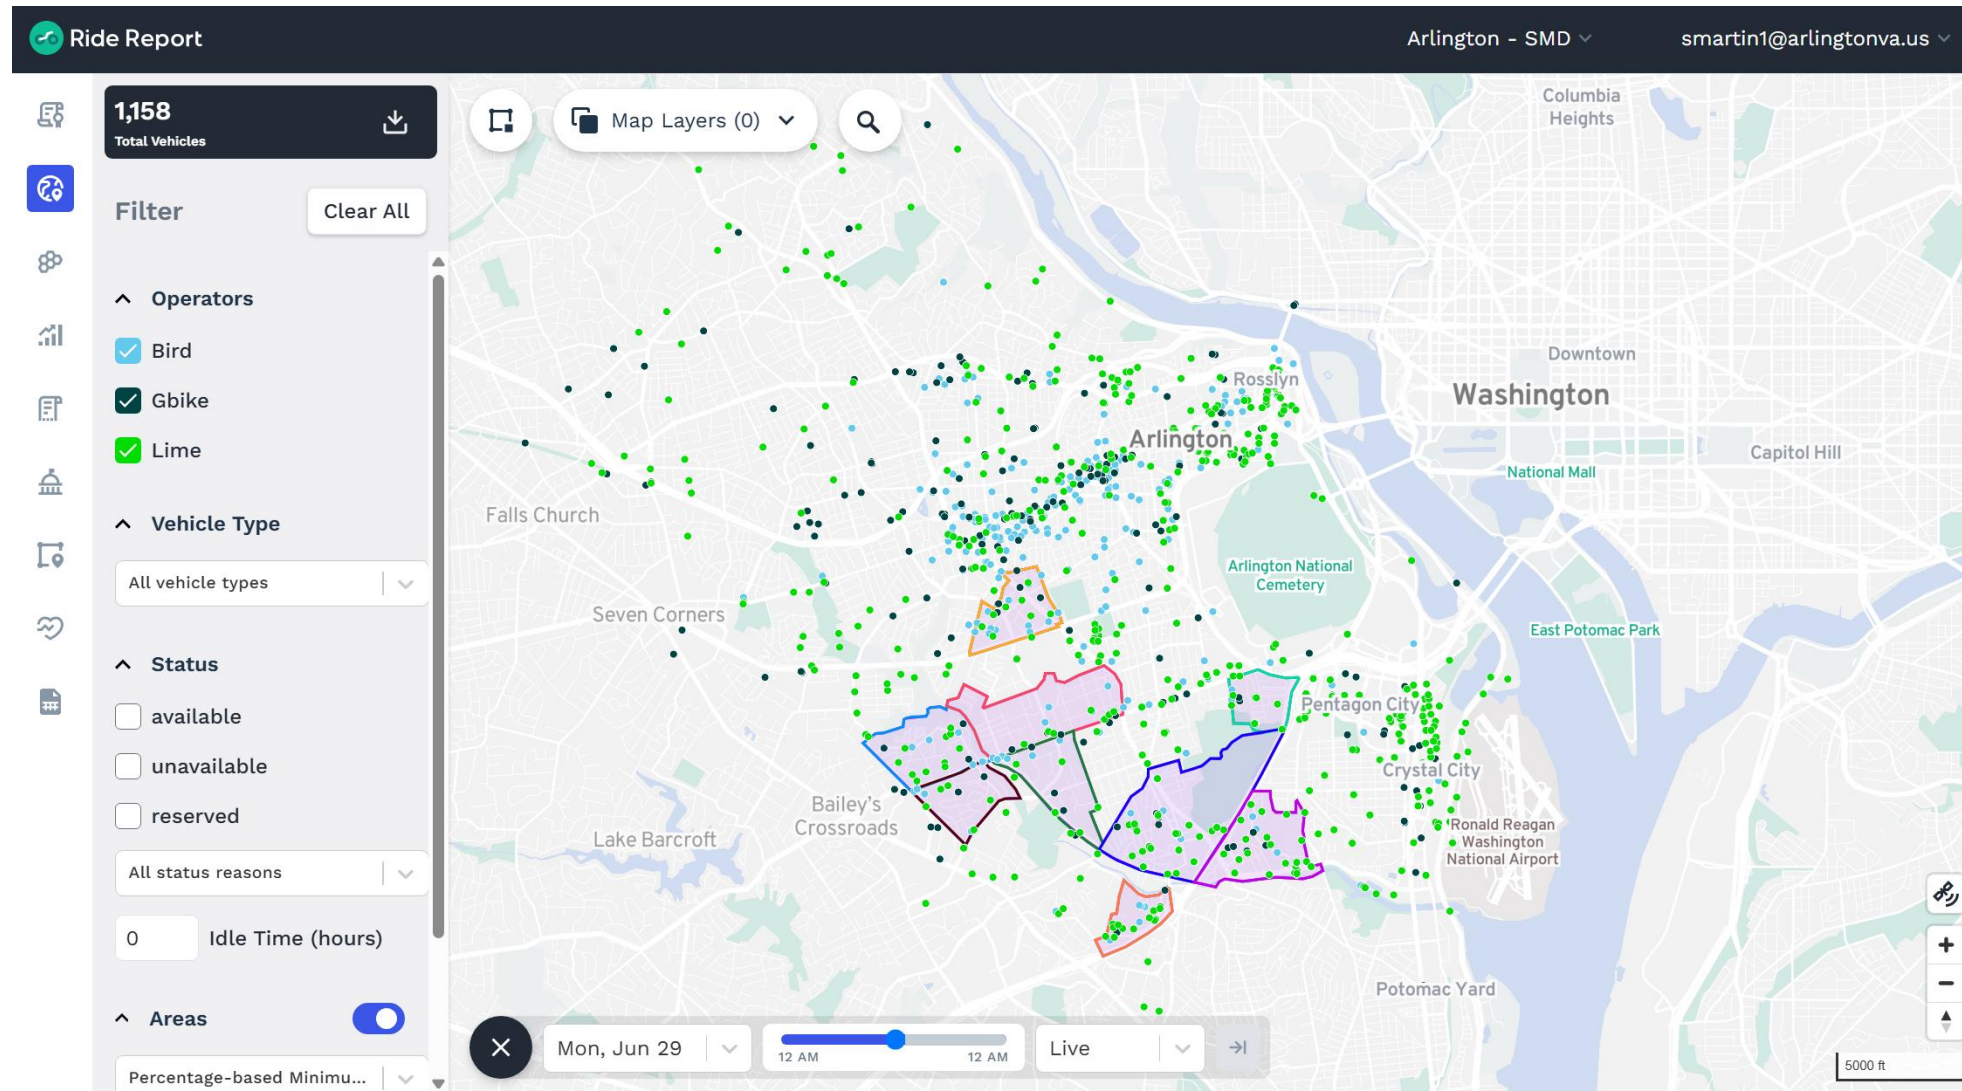 Ride Report
Arlington - SMD
smartin1@arlingtonva.us
1,158
Total Vehicles
Map Layers (0)
Filter
Clear All
Operators
Bird
Gbike
Lime
Vehicle Type
All vehicle types
Status
available
unavailable
reserved
All status reasons
0
Idle Time (hours)
Areas
Percentage-based Minimu...
Columbia
Heights
Downtown
Washington
Rosslyn
Arlington
Capitol Hill
National Mall
Falls Church
Arlington National
Cemetery
Seven Corners
East Potomac Park
Pentagon City
Crystal City
Bailey's
Crossroads
Lake Barcroft
Ronald Reagan
Washington
National Airport
Potomac Yard
Mon, Jun 29
12 AM
12 AM
Live
5000 ft